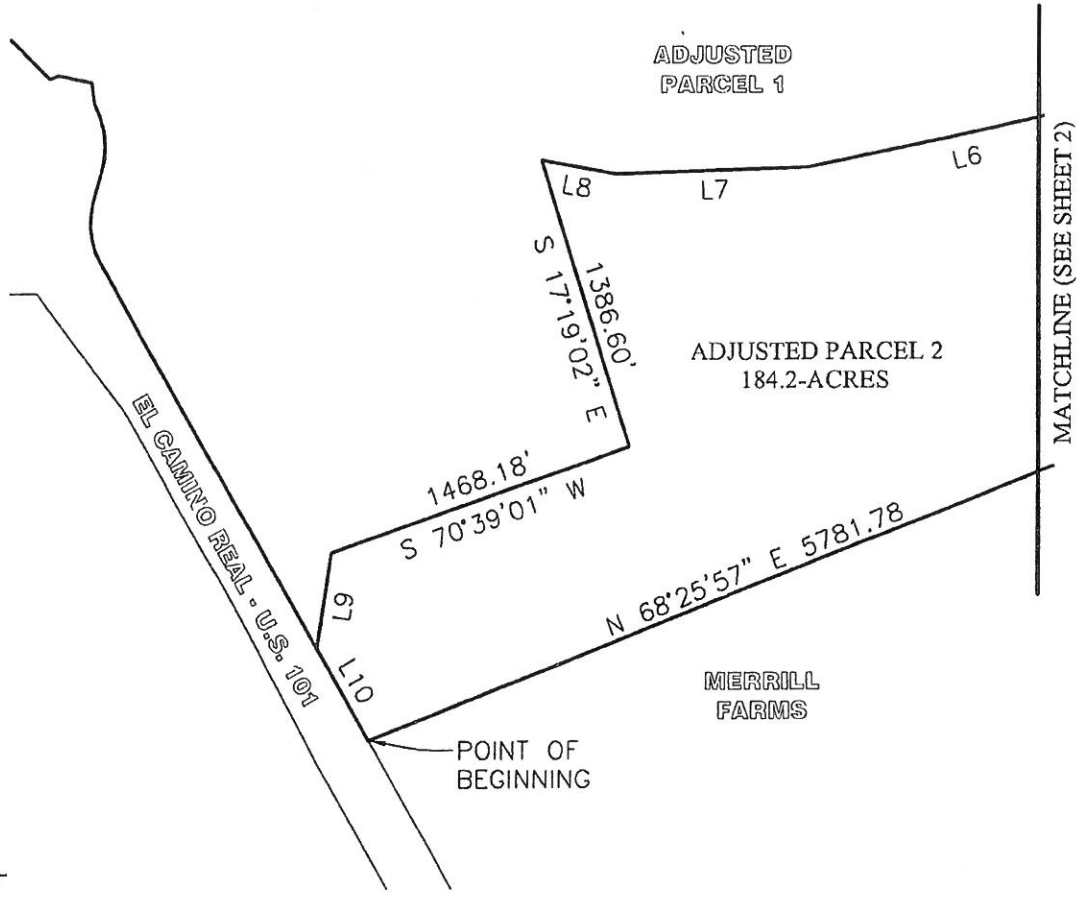 ADJUSTED
PARCEL 1
L6
L7
L8
MATCHLINE (SEE SHEET 2)
1386.60'
S 17°19'02" E
ADJUSTED PARCEL 2
184.2-ACRES
EL CAMINO REAL - U.S. 101
1468.18'
S 70°39'01" W
L9
N 68°25'57" E 5781.78
L10
MERRILL
FARMS
POINT OF
BEGINNING